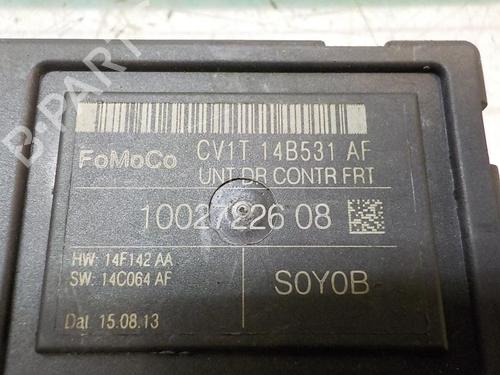 FoMoCo CV1T 14B531 AF
UNT DR CONTR FRT
10027226 08
HW: 14F142 AA
SW: 14C064 AF
S0Y0B
Dat 15.08.13